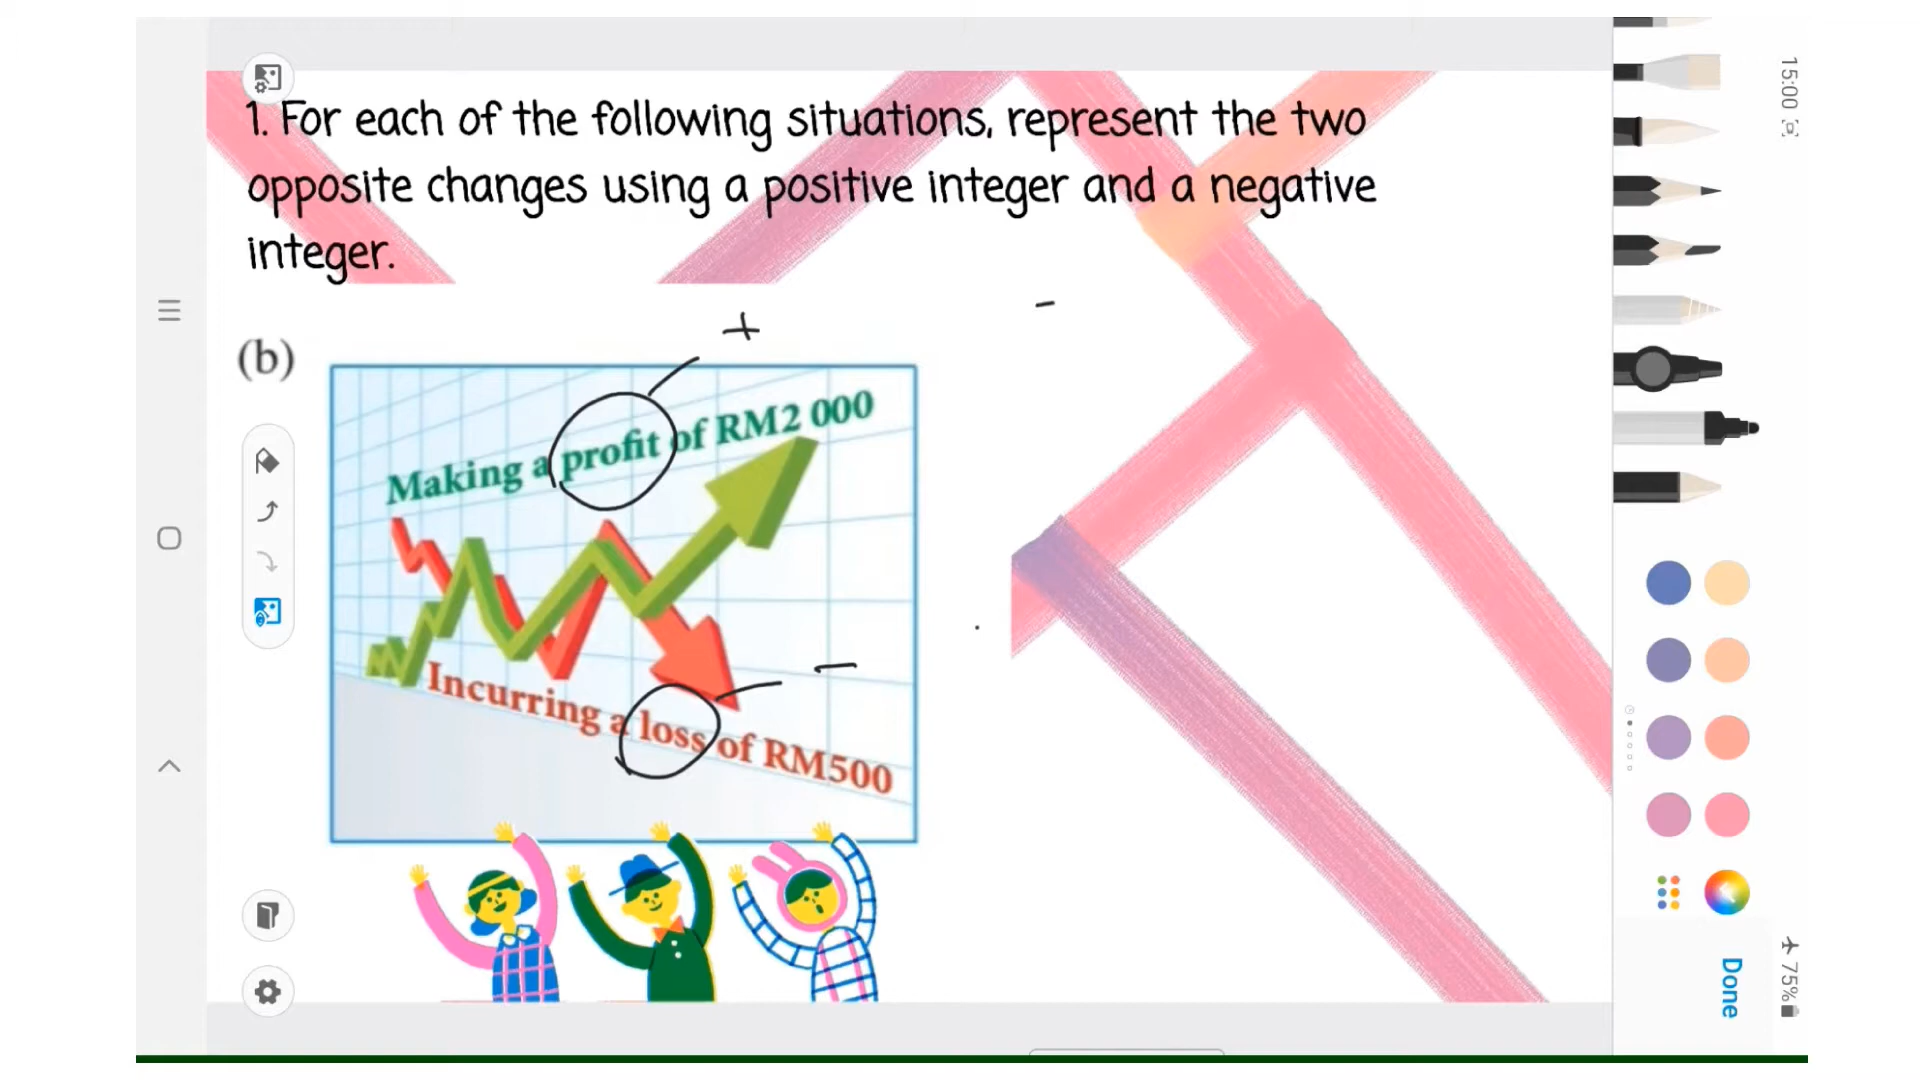 1. For each of the following situations, represent the two
opposite changes using a positive integer and a negative
integer.
+
-
(b)
Making a profit of RM2 000
-
Incurring a loss of RM500
15:00
75%
Done